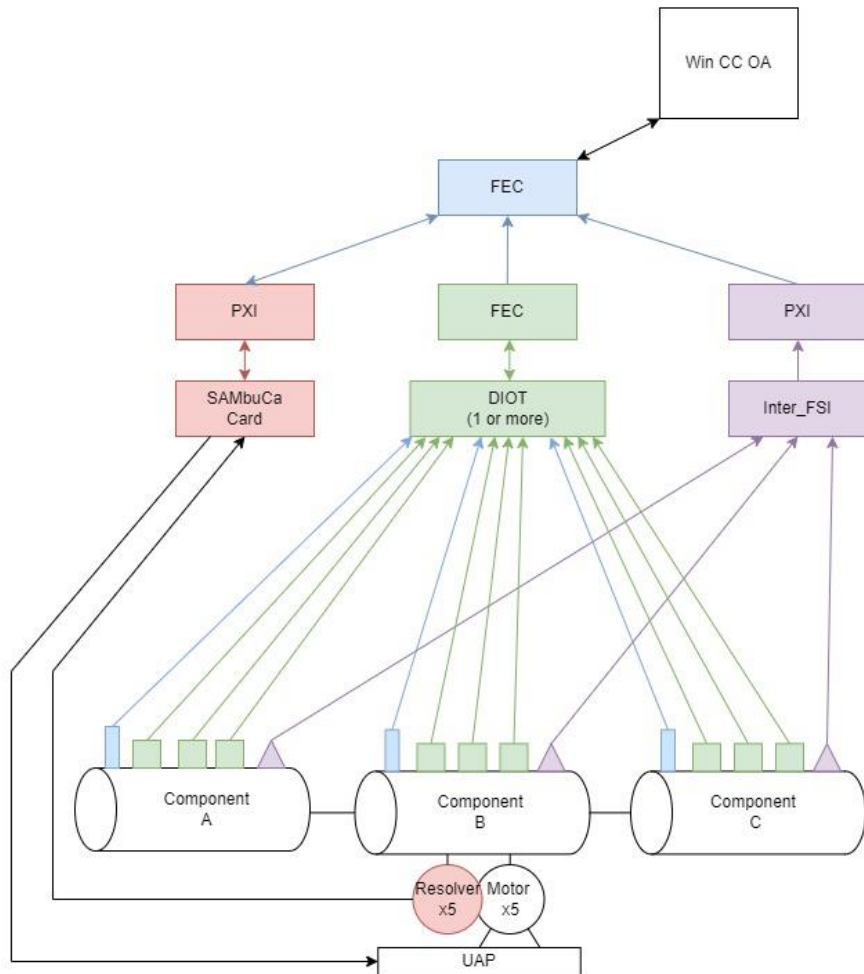 Win CC OA
FEC
PXI
FEC
PXI
SAMbuCa
Card
DIOT
(1 or more)
Inter_FSI
Component
A
Component
B
Component
C
Resolver
x5
Motor
x5
UAP